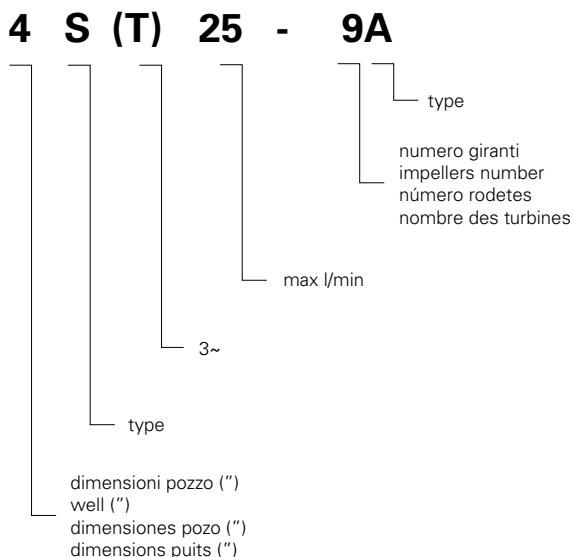 4 S (T) 25 - 9A
type
numero giranti
impellers number
número rodetes
nombre des turbines
max l/min
3~
type
dimensioni pozzo (”)
well (”)
dimensiones pozo (”)
dimensions puits (”)